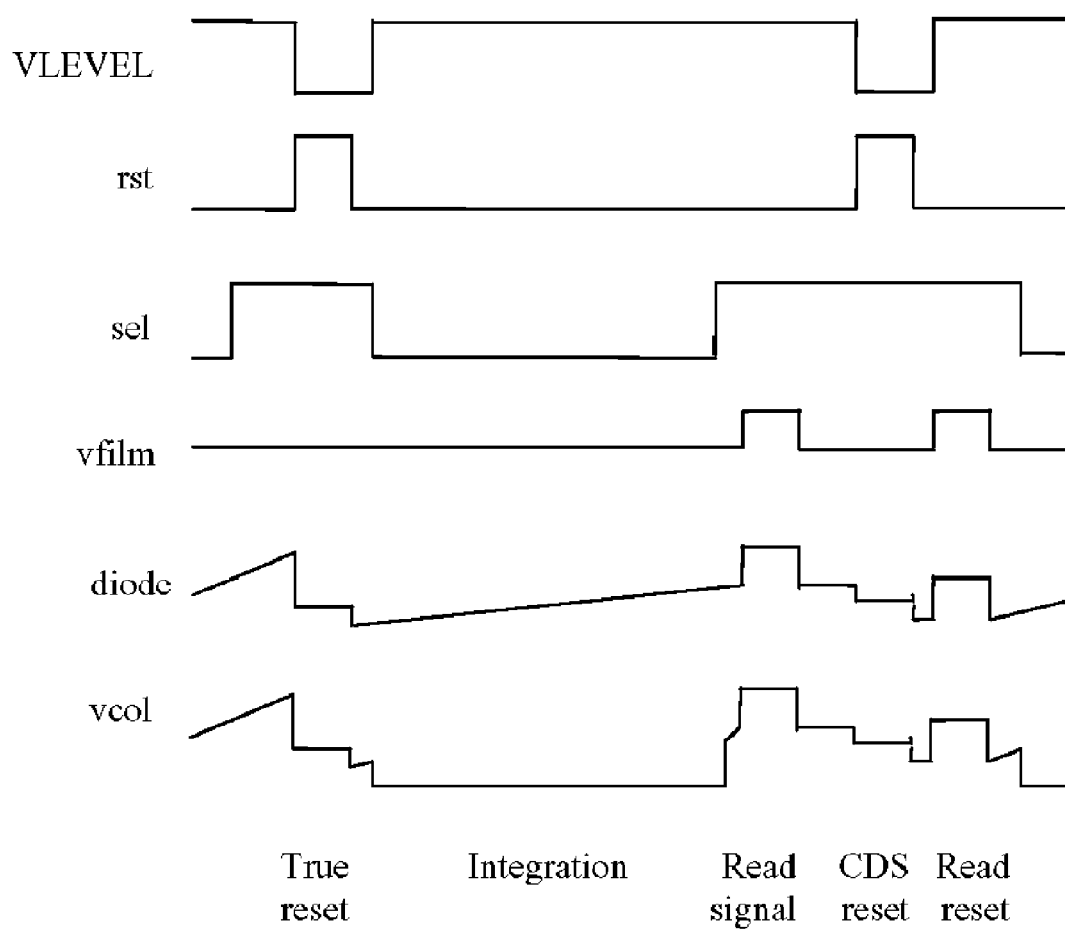 VLEVEL
rst
sel
vfilm
diode
vcol
True reset
Integration
Read signal
CDS reset
Read reset